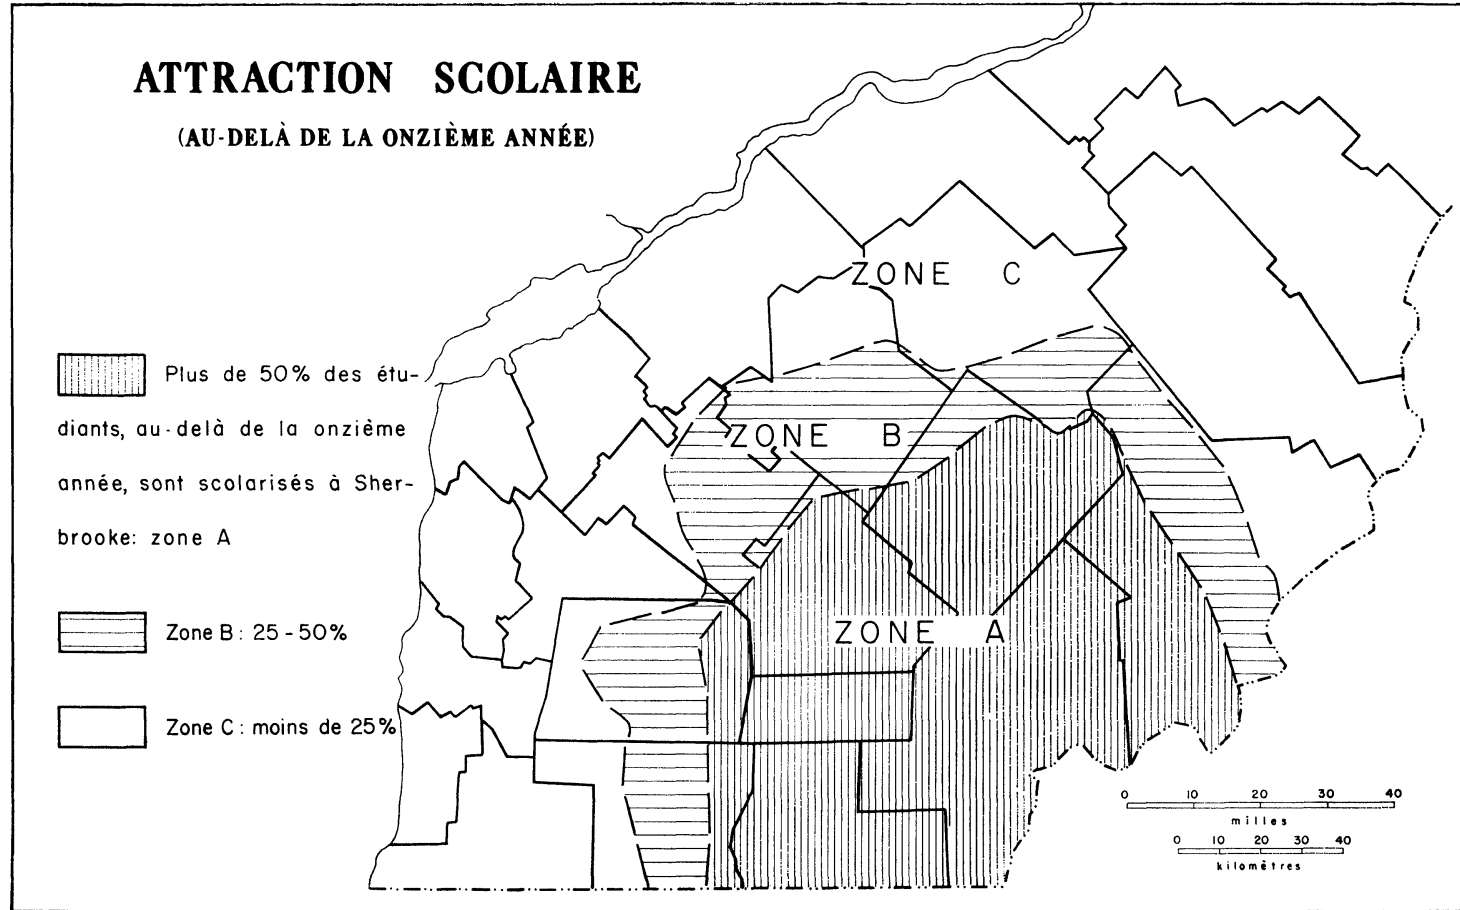 ATTRACTION SCOLAIRE
(AU-DELÀ DE LA ONZIÈME ANNÉE)
ZONE C
Plus de 50% des étu-
diants, au-delà de la onzième
année, sont scolarisés à Sher-
brooke: zone A
ZONE B
Zone B: 25-50%
ZONE A
Zone C: moins de 25%
0 10 20 30 40
milles
0 10 20 30 40
kilomètres